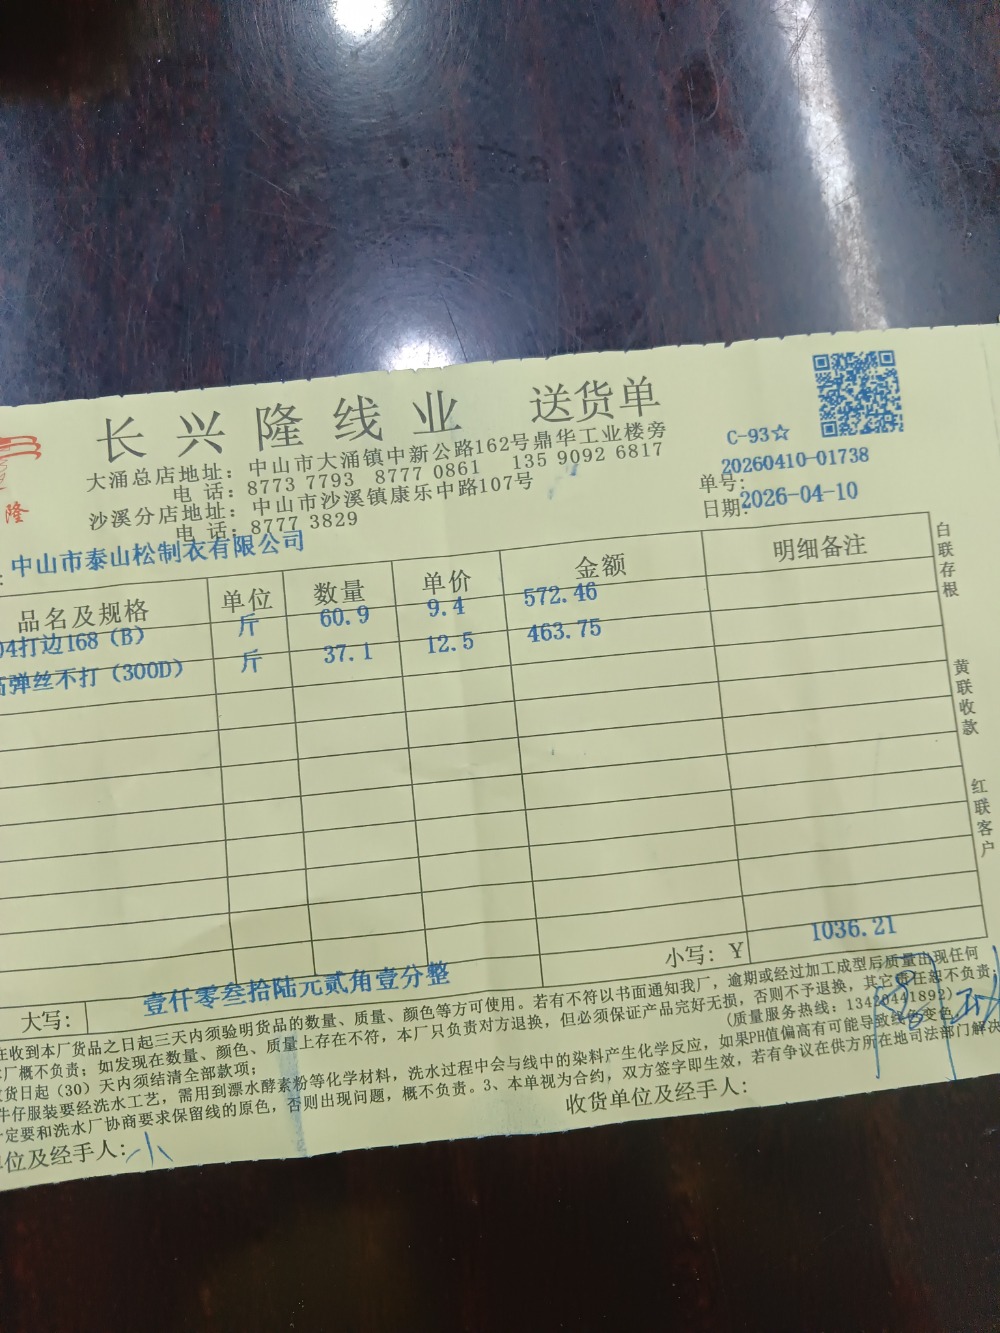 长兴隆线业 送货单
隆
大涌总店地址：中山市大涌镇中新公路162号鼎华工业楼旁
电 话：8773 7793 8777 0861 135 9092 6817
沙溪分店地址：中山市沙溪镇康乐中路107号
电 话：8777 3829
C-93☆
单号：20260410-01738
日期：2026-04-10
：中山市泰山松制衣有限公司
品名及规格 单位 数量 单价 金额 明细备注
04打边168（B） 斤 60.9 9.4 572.46
高弹丝不打（300D） 斤 37.1 12.5 463.75
小写：Y 1036.21
大写：壹仟零叁拾陆元贰角壹分整
在收到本厂货品之日起三天内须验明货品的数量、质量、颜色等方可使用。若有不符以书面通知我厂，逾期或经过加工成型后质量出现任何
厂概不负责；如发现在数量、颜色、质量上存在不符，本厂只负责对方退换，但必须保证产品完好无损，否则不予退换，其它责任恕不负责；
货日起（30）天内须结清全部款项； （质量服务热线：13420441892）
牛仔服装要经洗水工艺，需用到漂水酵素粉等化学材料，洗水过程中会与线中的染料产生化学反应，如果PH值偏高有可能导致线色变色，
一定要和洗水厂协商要求保留线的原色，否则出现问题，概不负责。3、本单视为合约，双方签字即生效，若有争议在供方所在地司法部门解决
单位及经手人：小 收货单位及经手人：
白联存根 黄联收款 红联客户